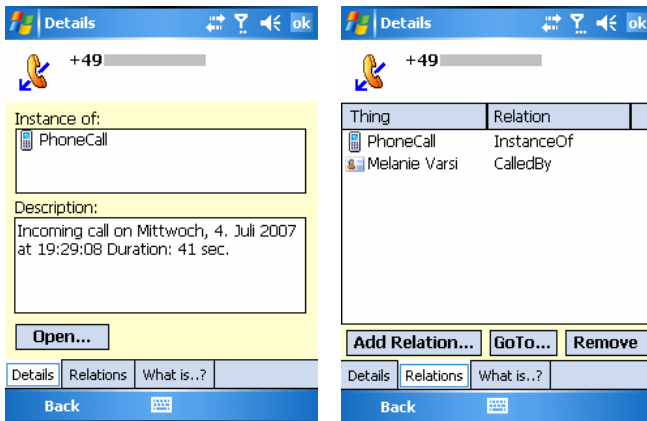 Details
ok
+49
Instance of:
PhoneCall
Description:
Incoming call on Mittwoch, 4. Juli 2007
at 19:29:08 Duration: 41 sec.
Open...
Details Relations What is..?
Back
Details
ok
+49
Thing Relation
PhoneCall InstanceOf
Melanie Varsi CalledBy
Add Relation... GoTo... Remove
Details Relations What is..?
Back